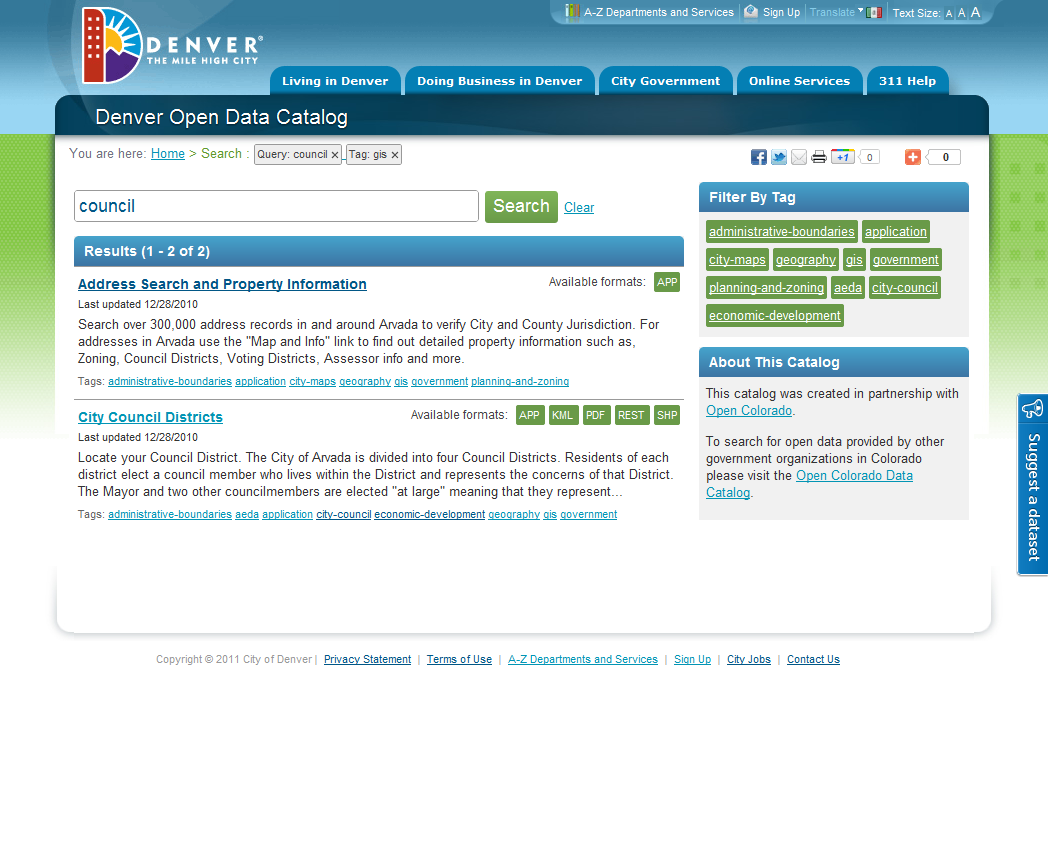 A-Z Departments and Services Sign Up Translate Text Size: A A A
DENVER®
THE MILE HIGH CITY
Living in Denver Doing Business in Denver City Government Online Services 311 Help
Denver Open Data Catalog
You are here: Home > Search : Query: council × Tag: gis ×
+1 0 0
council Search Clear
Results (1 - 2 of 2)
Address Search and Property Information Available formats: APP
Last updated 12/28/2010
Search over 300,000 address records in and around Arvada to verify City and County Jurisdiction. For
addresses in Arvada use the "Map and Info" link to find out detailed property information such as,
Zoning, Council Districts, Voting Districts, Assessor info and more.
Tags: administrative-boundaries application city-maps geography gis government planning-and-zoning
City Council Districts Available formats: APP KML PDF REST SHP
Last updated 12/28/2010
Locate your Council District. The City of Arvada is divided into four Council Districts. Residents of each
district elect a council member who lives within the District and represents the concerns of that District.
The Mayor and two other councilmembers are elected "at large" meaning that they represent...
Tags: administrative-boundaries aeda application city-council economic-development geography gis government
Filter By Tag
administrative-boundaries application
city-maps geography gis government
planning-and-zoning aeda city-council
economic-development
About This Catalog
This catalog was created in partnership with
Open Colorado.
To search for open data provided by other
government organizations in Colorado
please visit the Open Colorado Data
Catalog.
Suggest a dataset
Copyright © 2011 City of Denver | Privacy Statement | Terms of Use | A-Z Departments and Services | Sign Up | City Jobs | Contact Us